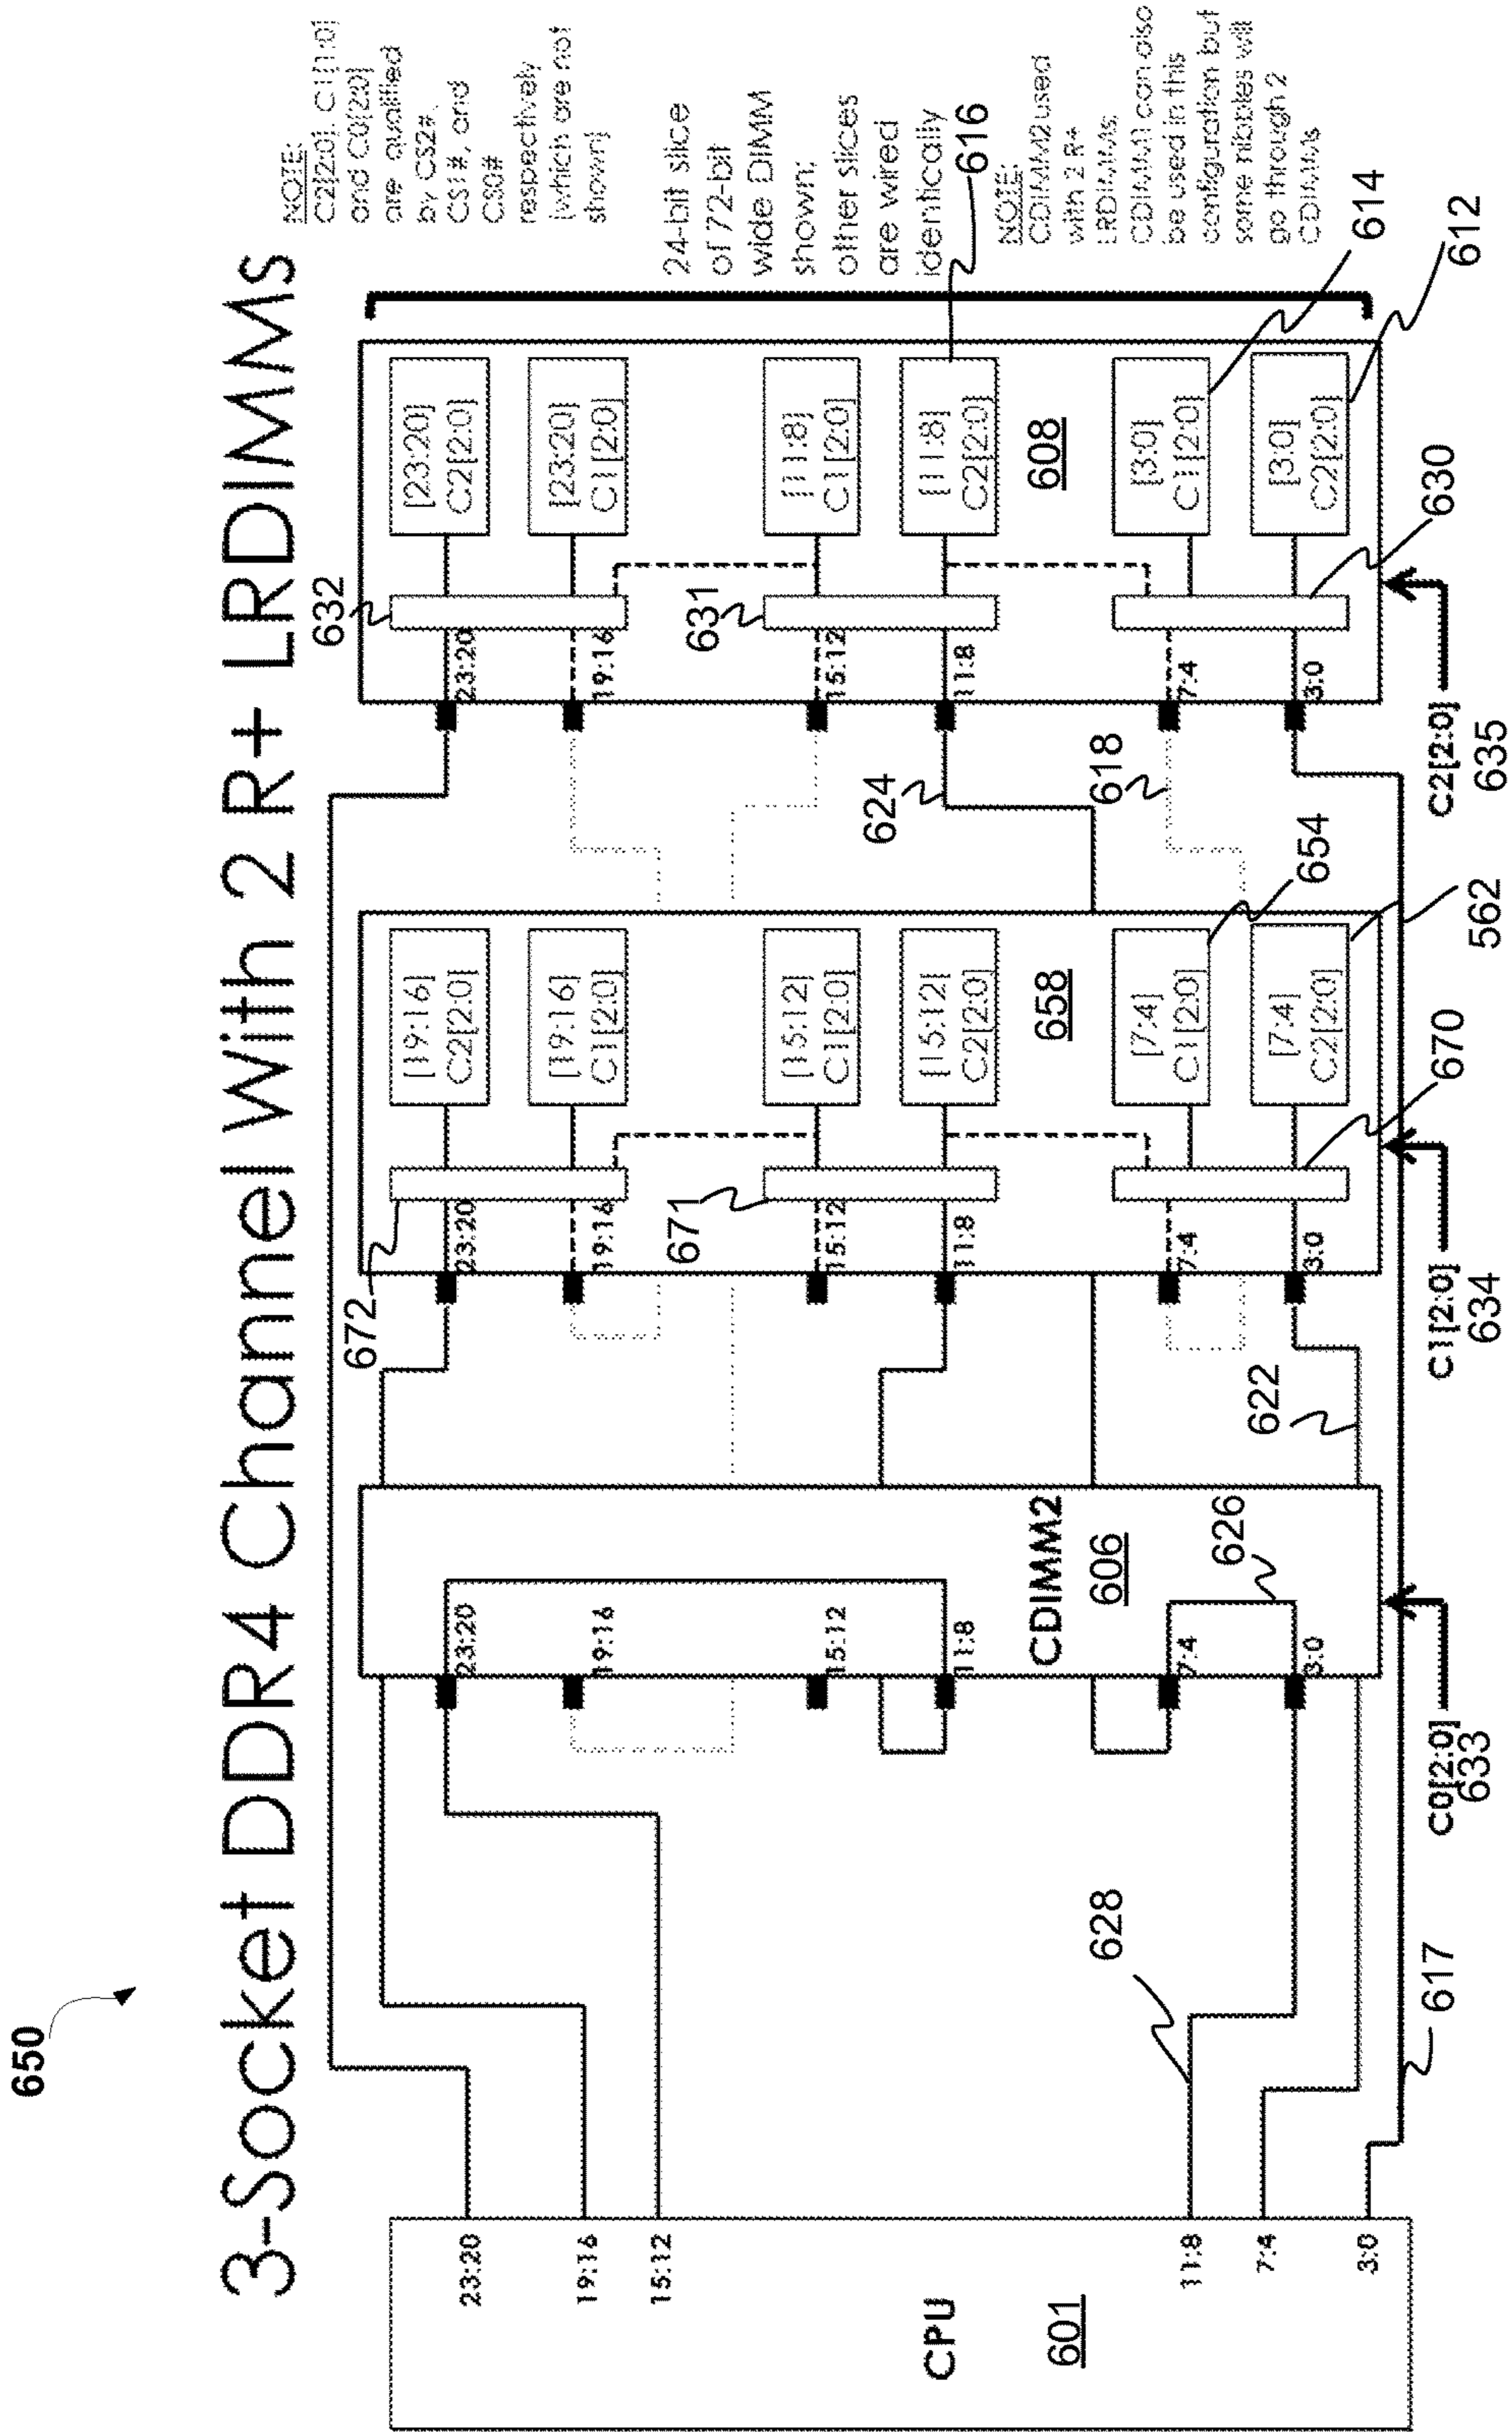 650
3-Socket DDR4 Channel With 2 R+ LRDIMMs
NOTE:
C2[2:0], C1[1:0]
and C0[2:0]
are qualified
by CS2#,
CS1#, and
CS0#
respectively
(which are not
shown)
24-bit slice
of 72-bit
wide DIMM
shown;
other slices
are wired
identically
616
NOTE:
CDIMM2 used
with 2 R+
LRDIMMs;
CDIMM1 can also
be used in this
configuration but
some nibbles will
go through 2
CDIMMs
614
612
CPU
601
23:20
19:16
15:12
11:8
7:4
3:0
628
617
CDIMM2
606
23:20
19:16
15:12
11:8
7:4
3:0
626
C0[2:0]
633
622
672
671
670
23:20
19:16
15:12
11:8
7:4
3:0
[19:16]
C2[2:0]
[19:16]
C1[2:0]
[15:12]
C1[2:0]
[15:12]
C2[2:0]
658
[7:4]
C1[2:0]
[7:4]
C2[2:0]
654
562
C1[2:0]
634
624
618
632
631
630
23:20
19:16
15:12
11:8
7:4
3:0
[23:20]
C2[2:0]
[23:20]
C1[2:0]
[11:8]
C1[2:0]
[11:8]
C2[2:0]
608
[3:0]
C1[2:0]
[3:0]
C2[2:0]
C2[2:0]
635